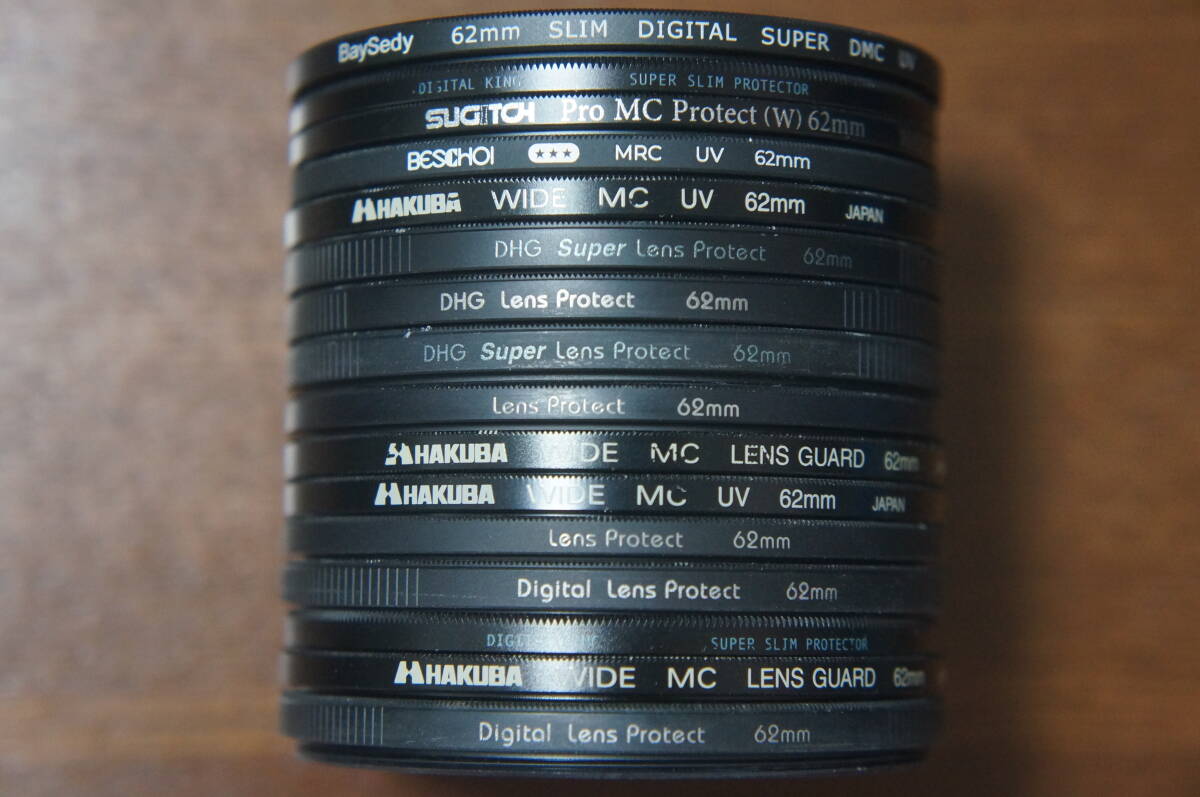 BaySedy 62mm SLIM DIGITAL SUPER DMC UV
DIGITAL KING SUPER SLIM PROTECTOR
SUGITOH Pro MC Protect (W) 62mm
BESCHOI ★★★ MRC UV 62mm
HAKUBA WIDE MC UV 62mm JAPAN
DHG Super Lens Protect 62mm
DHG Lens Protect 62mm
DHG Super Lens Protect 62mm
Lens Protect 62mm
HAKUBA WIDE MC LENS GUARD 62mm
HAKUBA WIDE MC UV 62mm JAPAN
Lens Protect 62mm
Digital Lens Protect 62mm
DIGITAL KING SUPER SLIM PROTECTOR
HAKUBA WIDE MC LENS GUARD 62mm
Digital Lens Protect 62mm